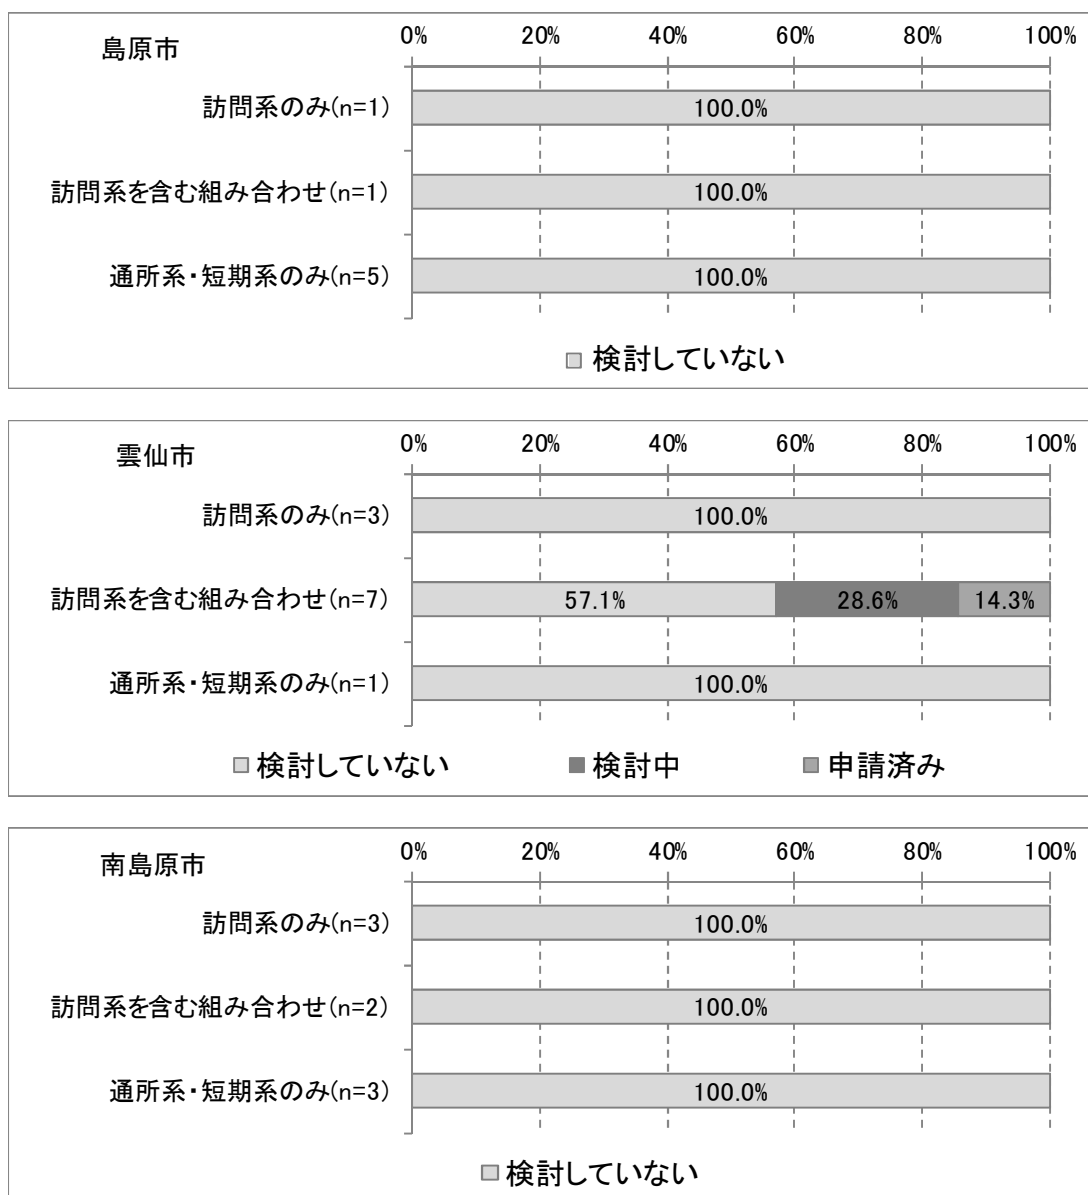 島原市
0% 20% 40% 60% 80% 100%
訪問系のみ(n=1) 100.0%
訪問系を含む組み合わせ(n=1) 100.0%
通所系・短期系のみ(n=5) 100.0%
検討していない
雲仙市
0% 20% 40% 60% 80% 100%
訪問系のみ(n=3) 100.0%
訪問系を含む組み合わせ(n=7) 57.1% 28.6% 14.3%
通所系・短期系のみ(n=1) 100.0%
検討していない 検討中 申請済み
南島原市
0% 20% 40% 60% 80% 100%
訪問系のみ(n=3) 100.0%
訪問系を含む組み合わせ(n=2) 100.0%
通所系・短期系のみ(n=3) 100.0%
検討していない